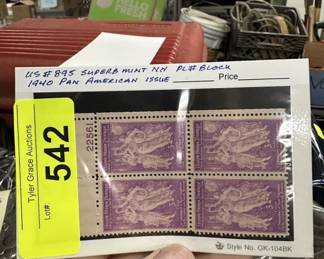 US # 895 SUPERB MINT NH PL# BLOCK
1940 PAN AMERICAN ISSUE Price
Tyler Grace Auctions
Lot#.
542
22561
Style No. GK-104BK